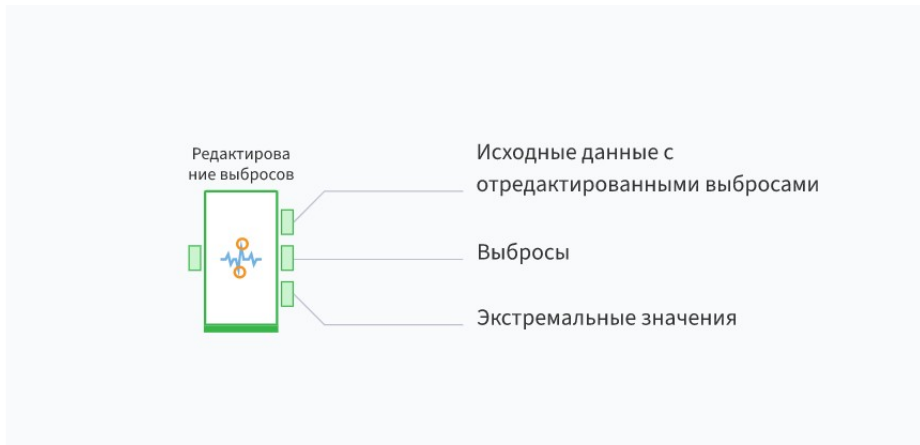 Редактирова
ние выбросов
Исходные данные с
отредактированными выбросами
Выбросы
Экстремальные значения